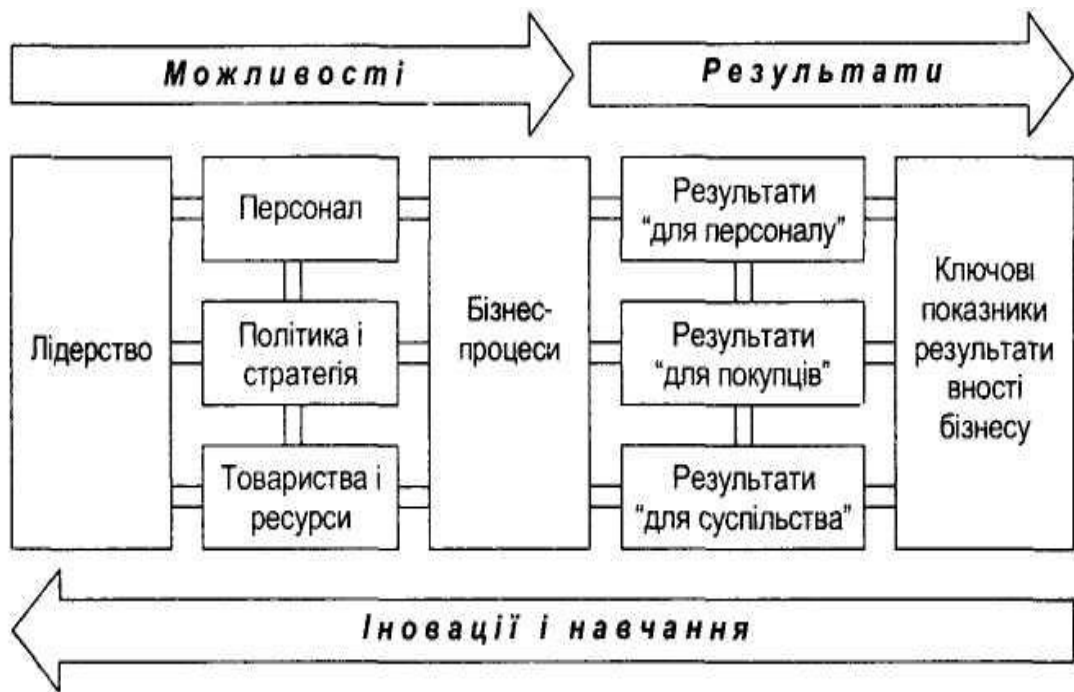 Можливості
Результати
Лідерство
Персонал
Політика і
стратегія
Товариства і
ресурси
Бізнес-
процеси
Результати
“для персоналу”
Результати
“для покупців”
Результати
“для суспільства”
Ключові
показники
результати
вності
бізнесу
Іновації і навчання